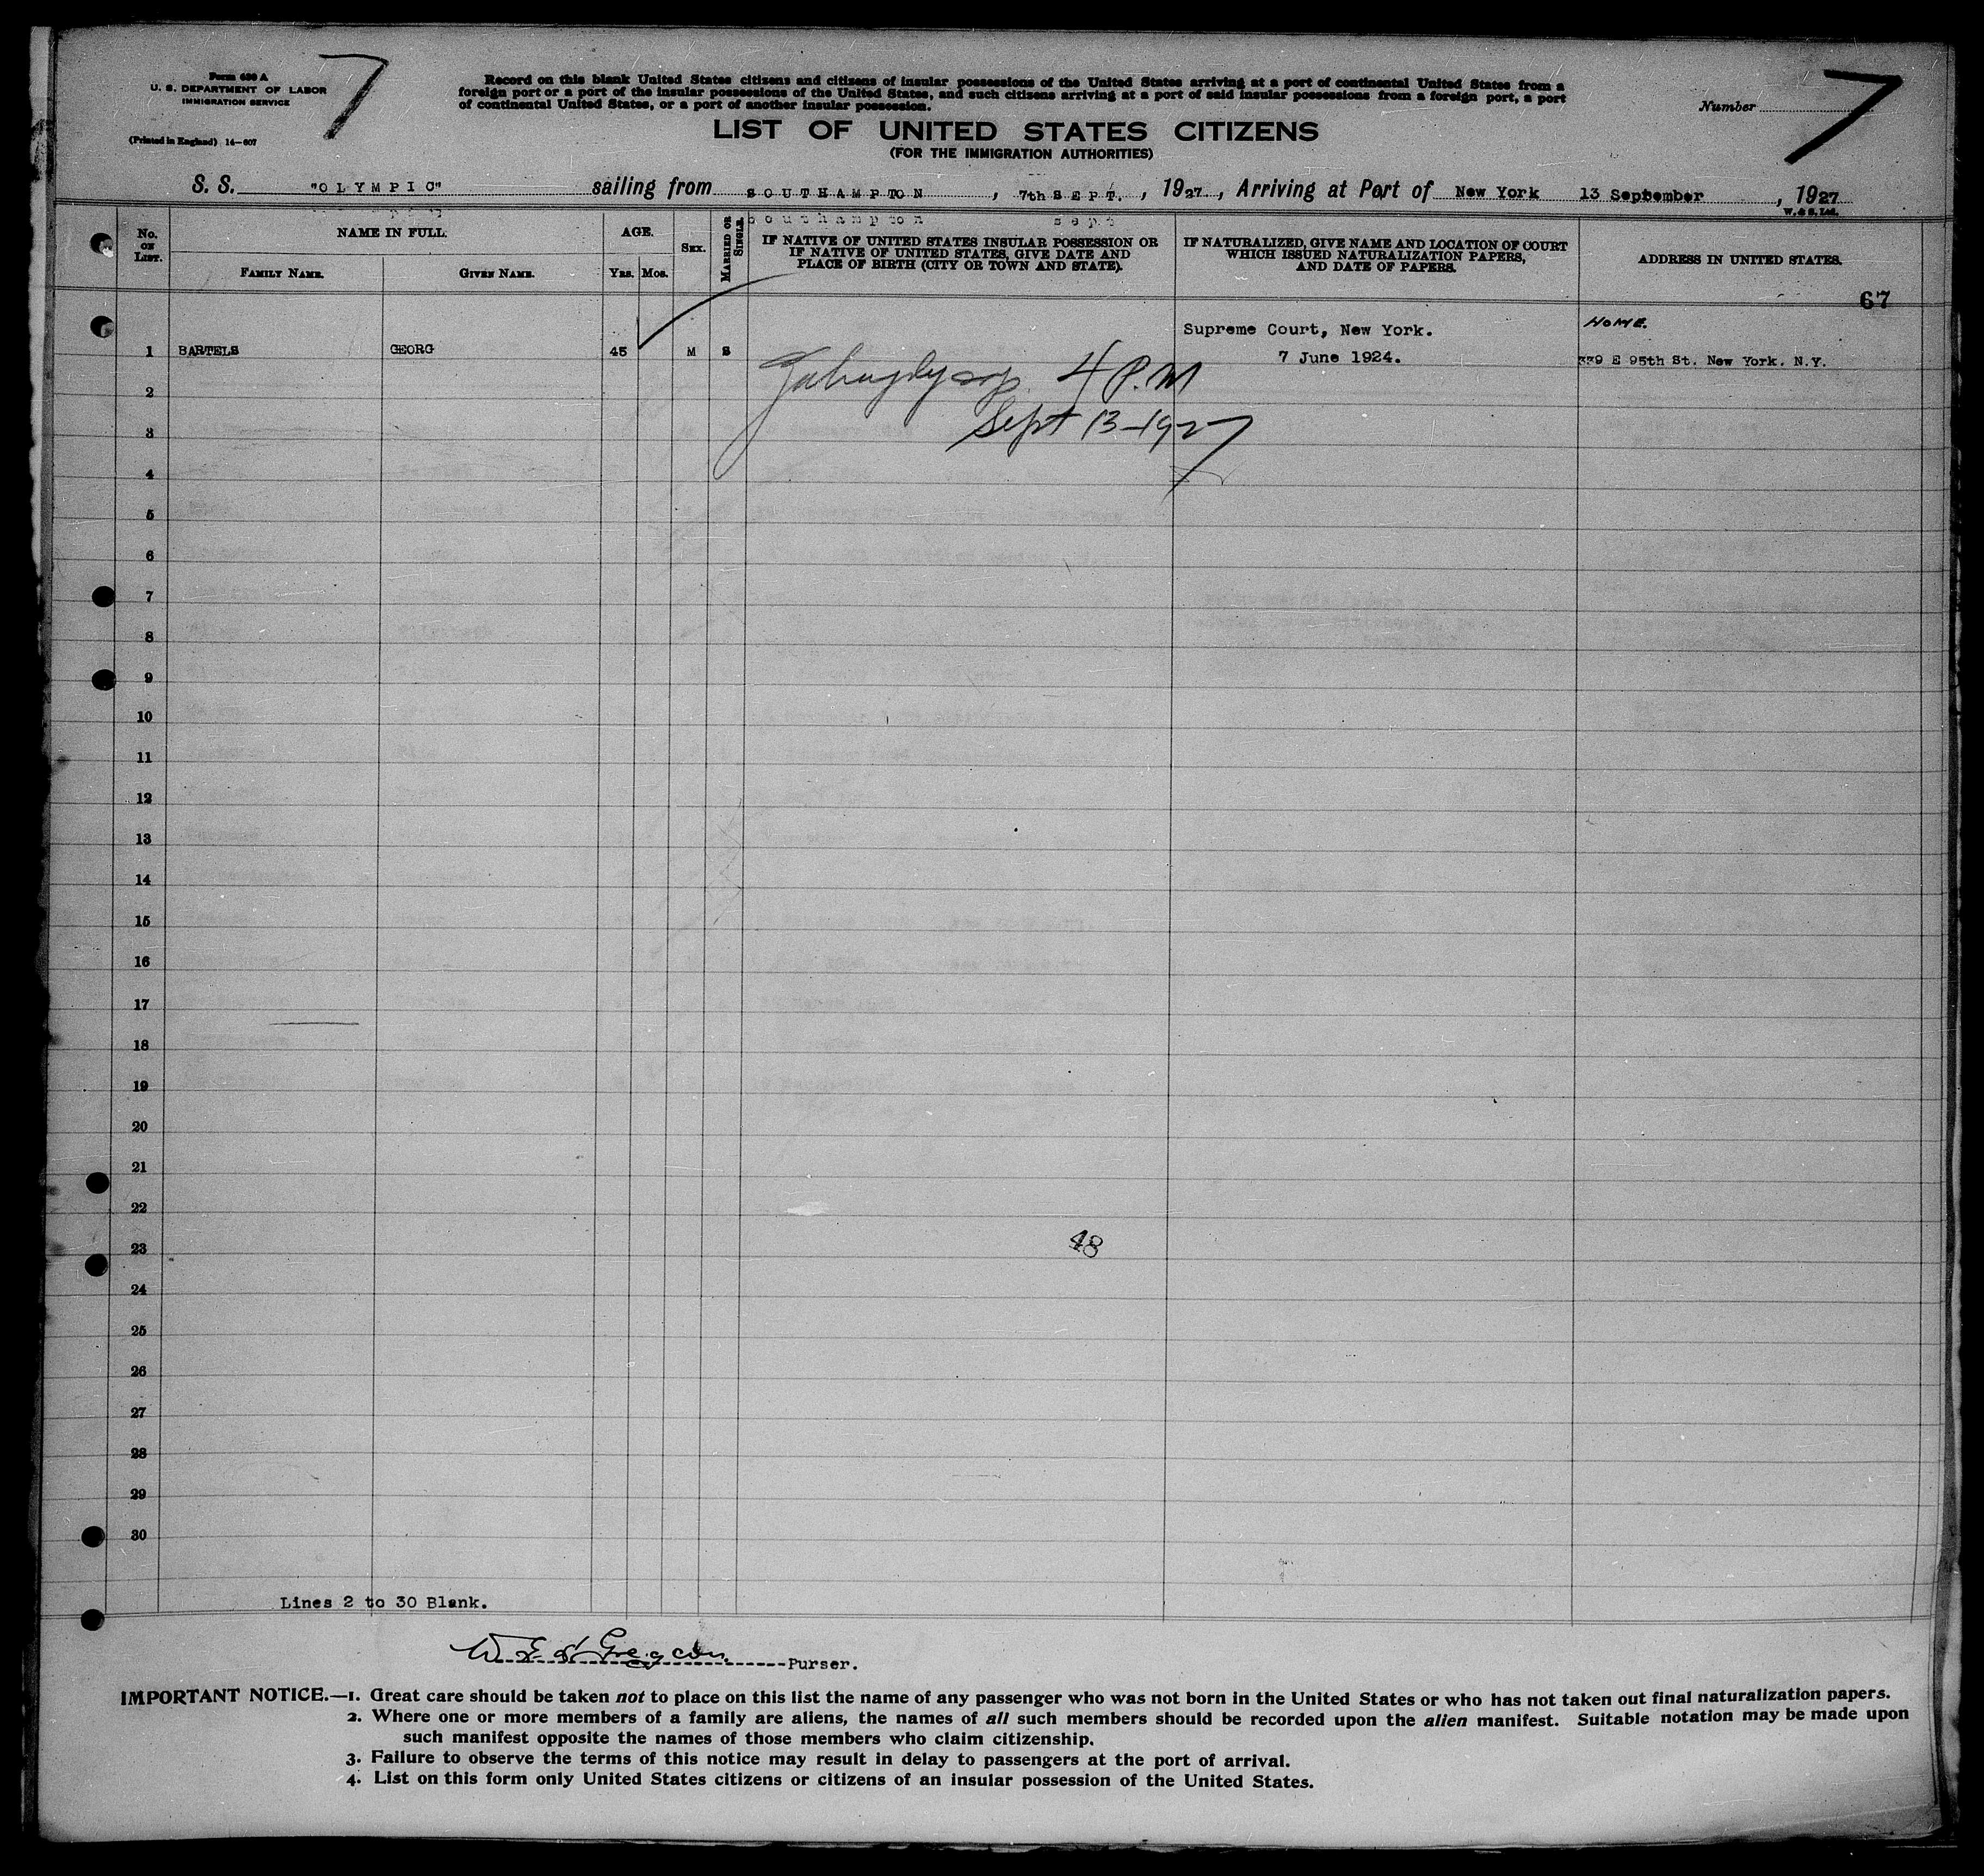 Form 630 A
U. S. DEPARTMENT OF LABOR
IMMIGRATION SERVICE
(Printed in England) 14—607
7
Record on this blank United States citizens and citizens of insular possessions of the United States arriving at a port of continental United States from a
foreign port or a port of the insular possessions of the United States, and such citizens arriving at a port of said insular possessions from a foreign port, a port
of continental United States, or a port of another insular possession.
Number
7
LIST OF UNITED STATES CITIZENS
(FOR THE IMMIGRATION AUTHORITIES)
S. S. "OLYMPIC" sailing from SOUTHAMPTON, 7th SEPT., 1927, Arriving at Port of New York 13 September, 1927
W. & S. Ltd.
southampton sept
No. ON LIST.
NAME IN FULL.
FAMILY NAME.
GIVEN NAME.
AGE.
YRS.
MOS.
SEX.
MARRIED OR SINGLE.
IF NATIVE OF UNITED STATES INSULAR POSSESSION OR
IF NATIVE OF UNITED STATES, GIVE DATE AND
PLACE OF BIRTH (CITY OR TOWN AND STATE).
IF NATURALIZED, GIVE NAME AND LOCATION OF COURT
WHICH ISSUED NATURALIZATION PAPERS,
AND DATE OF PAPERS.
ADDRESS IN UNITED STATES.
67
Supreme Court, New York.
HOME.
1 BARTELS GEORG 45 M S 7 June 1924. 339 E 95th St. New York. N.Y.
4 P.M
Sept 13-1927
2
3
4
5
6
7
8
9
10
11
12
13
14
15
16
17
18
19
20
21
22
23
48
24
25
26
27
28
29
30
Lines 2 to 30 Blank.
Purser.
IMPORTANT NOTICE.—1. Great care should be taken not to place on this list the name of any passenger who was not born in the United States or who has not taken out final naturalization papers.
2. Where one or more members of a family are aliens, the names of all such members should be recorded upon the alien manifest. Suitable notation may be made upon
such manifest opposite the names of those members who claim citizenship.
3. Failure to observe the terms of this notice may result in delay to passengers at the port of arrival.
4. List on this form only United States citizens or citizens of an insular possession of the United States.